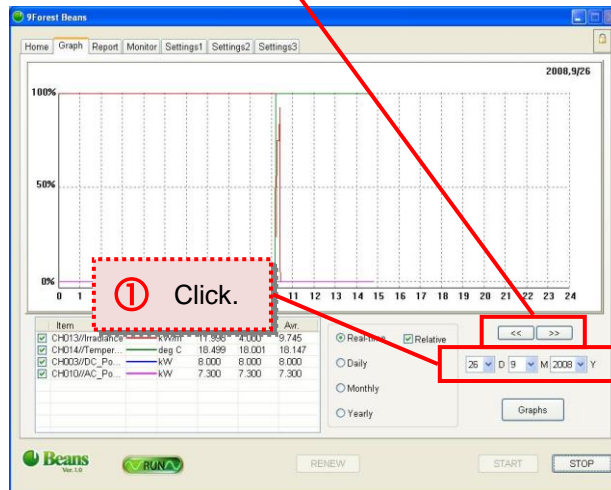 9Forest Beans
Home Graph Report Monitor Settings1 Settings2 Settings3
2008,9/26
100%
50%
0%
0 1 11 12 13 14 15 16 17 18 19 20 21 22 23 24
① Click.
Item Avr.
CH013//Irradiance kW/m 11.998 4.000 9.745
CH014//Temper... deg C 18.499 18.001 18.147
CH003//DC_Po... kW 8.000 8.000 8.000
CH010//AC_Po... kW 7.300 7.300 7.300
Real-time Relative
Daily
Monthly
Yearly
<< >>
26 D 9 M 2008 Y
Graphs
Beans
Ver. 1.0
RUN
RENEW
START
STOP